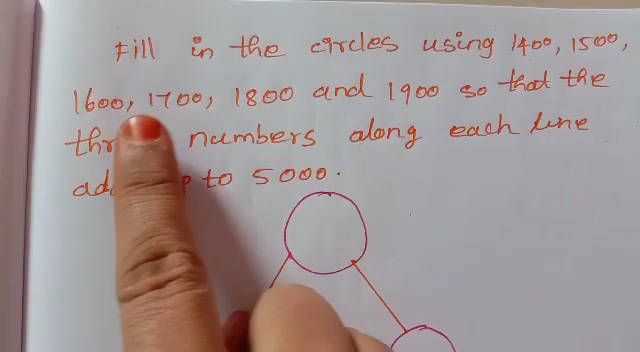 Fill in the circles using 1400, 1500,
1600, 1700, 1800 and 1900 so that the
numbers along each line
to 5000.